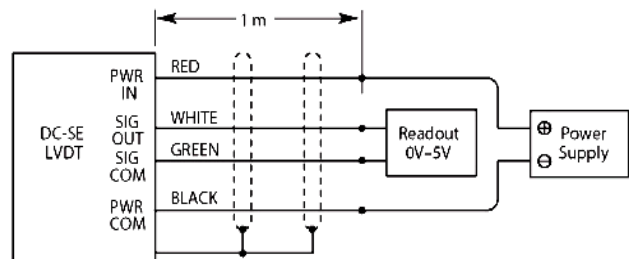 1 m
RED
PWR
IN
WHITE
SIG
OUT
DC-SE
LVDT
GREEN
SIG
COM
BLACK
PWR
COM
Readout
0V–5V
⊕ Power
⊖ Supply